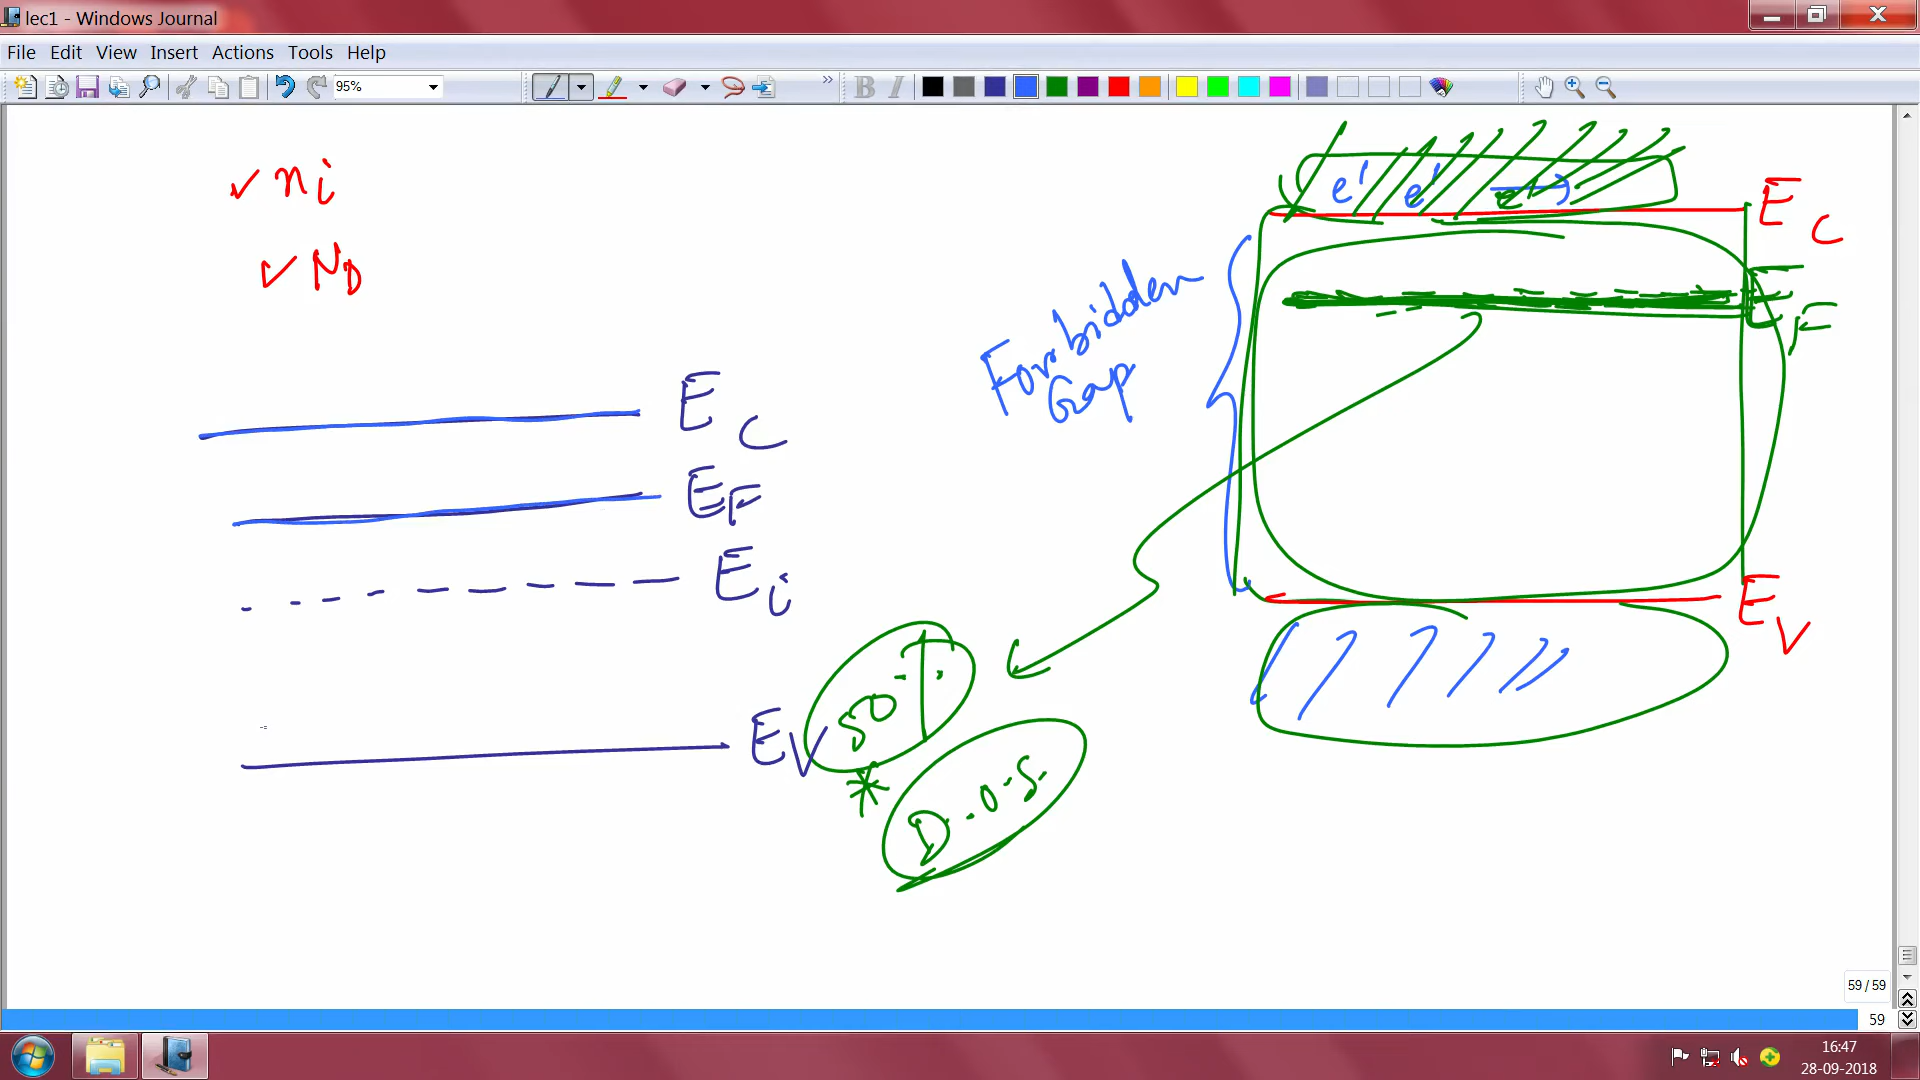 lec1 - Windows Journal
File Edit View Insert Actions Tools Help
95%
B I
✓ ni
✓ ND
EC
EF
Ei
EV
50 %
*
D.O.S.
Forbidden
Gap
e' e' e'
EC
EF
EV
59 / 59
59
16:47
28-09-2018